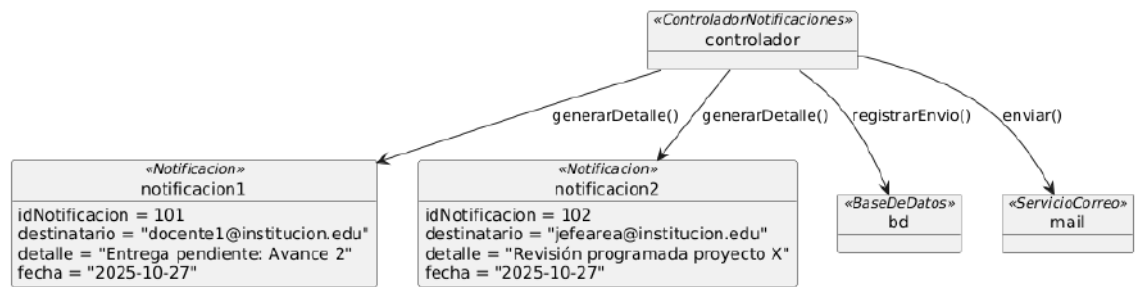 «ControladorNotificaciones»
controlador
generarDetalle()
generarDetalle()
registrarEnvio()
enviar()
«Notificacion»
notificacion1
idNotificacion = 101
destinatario = "docente1@institucion.edu"
detalle = "Entrega pendiente: Avance 2"
fecha = "2025-10-27"
«Notificacion»
notificacion2
idNotificacion = 102
destinatario = "jefearea@institucion.edu"
detalle = "Revisión programada proyecto X"
fecha = "2025-10-27"
«BaseDeDatos»
bd
«ServicioCorreo»
mail